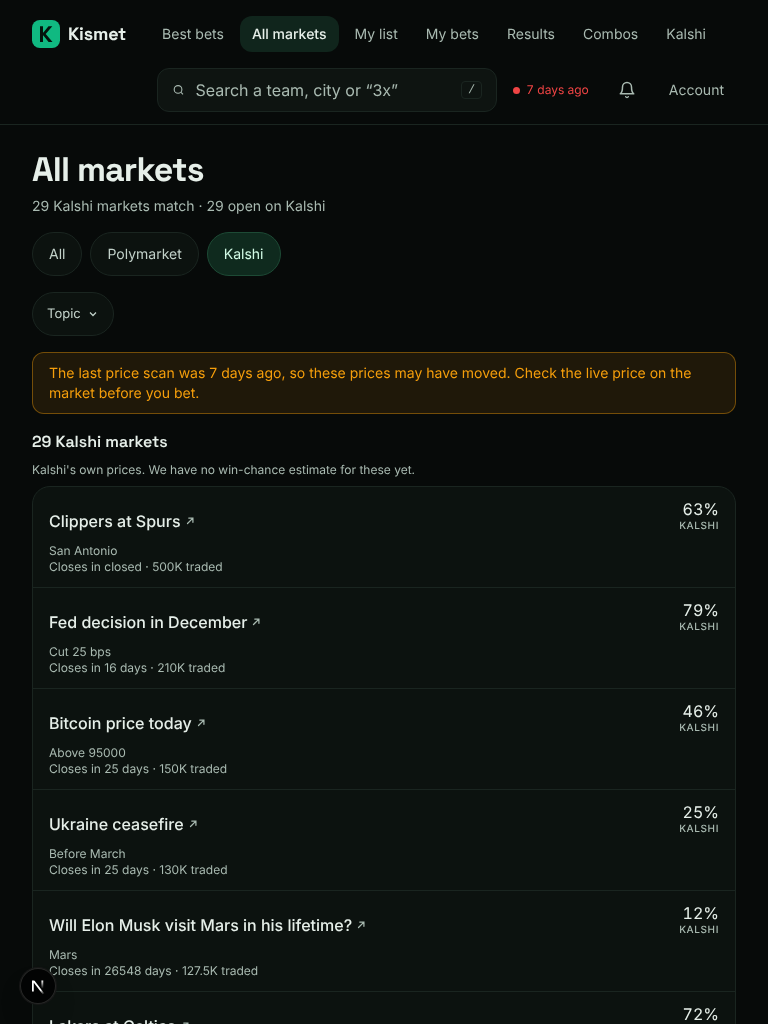 K Kismet
Best bets
All markets
My list
My bets
Results
Combos
Kalshi
Search a team, city or “3x”
/
7 days ago
Account
All markets
29 Kalshi markets match · 29 open on Kalshi
All
Polymarket
Kalshi
Topic
The last price scan was 7 days ago, so these prices may have moved. Check the live price on the
market before you bet.
29 Kalshi markets
Kalshi's own prices. We have no win-chance estimate for these yet.
Clippers at Spurs ↗
63%
KALSHI
San Antonio
Closes in closed · 500K traded
Fed decision in December ↗
79%
KALSHI
Cut 25 bps
Closes in 16 days · 210K traded
Bitcoin price today ↗
46%
KALSHI
Above 95000
Closes in 25 days · 150K traded
Ukraine ceasefire ↗
25%
KALSHI
Before March
Closes in 25 days · 130K traded
Will Elon Musk visit Mars in his lifetime? ↗
12%
KALSHI
Mars
Closes in 26548 days · 127.5K traded
N
Lakers at Celtics ↗
72%
KALSHI